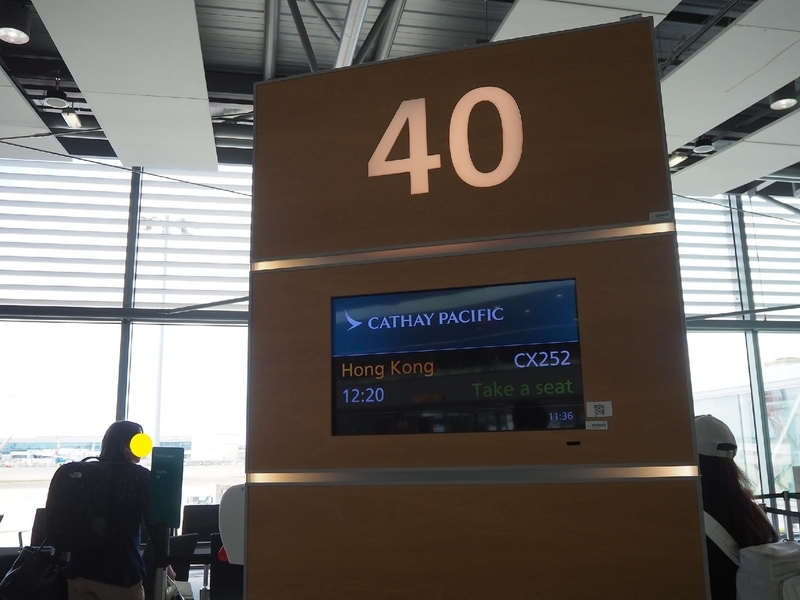 40
CATHAY PACIFIC
Hong Kong CX252
12:20 Take a seat
11:36